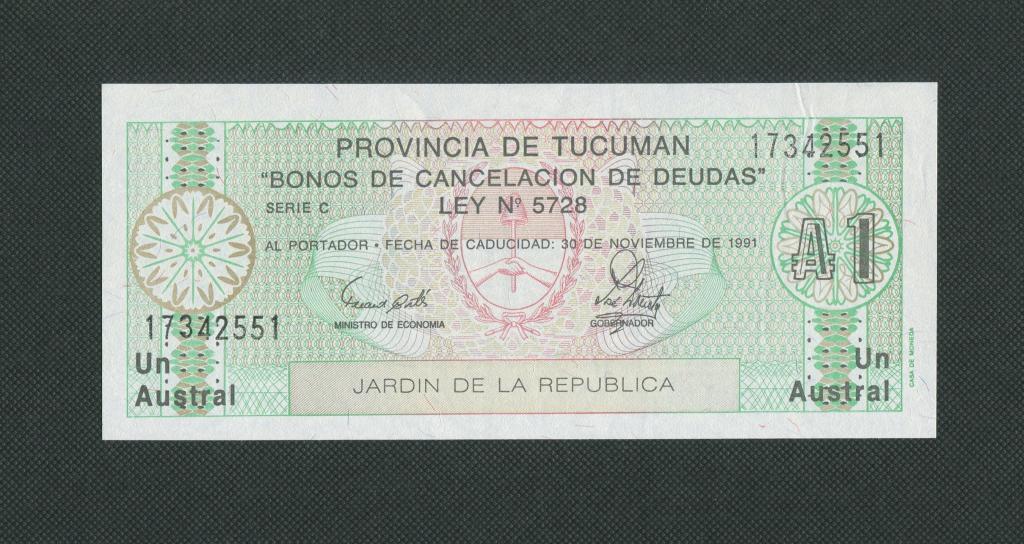 PROVINCIA DE TUCUMAN
17342551
"BONOS DE CANCELACION DE DEUDAS"
SERIE C
LEY Nº 5728
AL PORTADOR • FECHA DE CADUCIDAD: 30 DE NOVIEMBRE DE 1991
A 1
MINISTRO DE ECONOMIA
GOBERNADOR
17342551
Un
Austral
Un
Austral
JARDIN DE LA REPUBLICA
CASA DE MONEDA